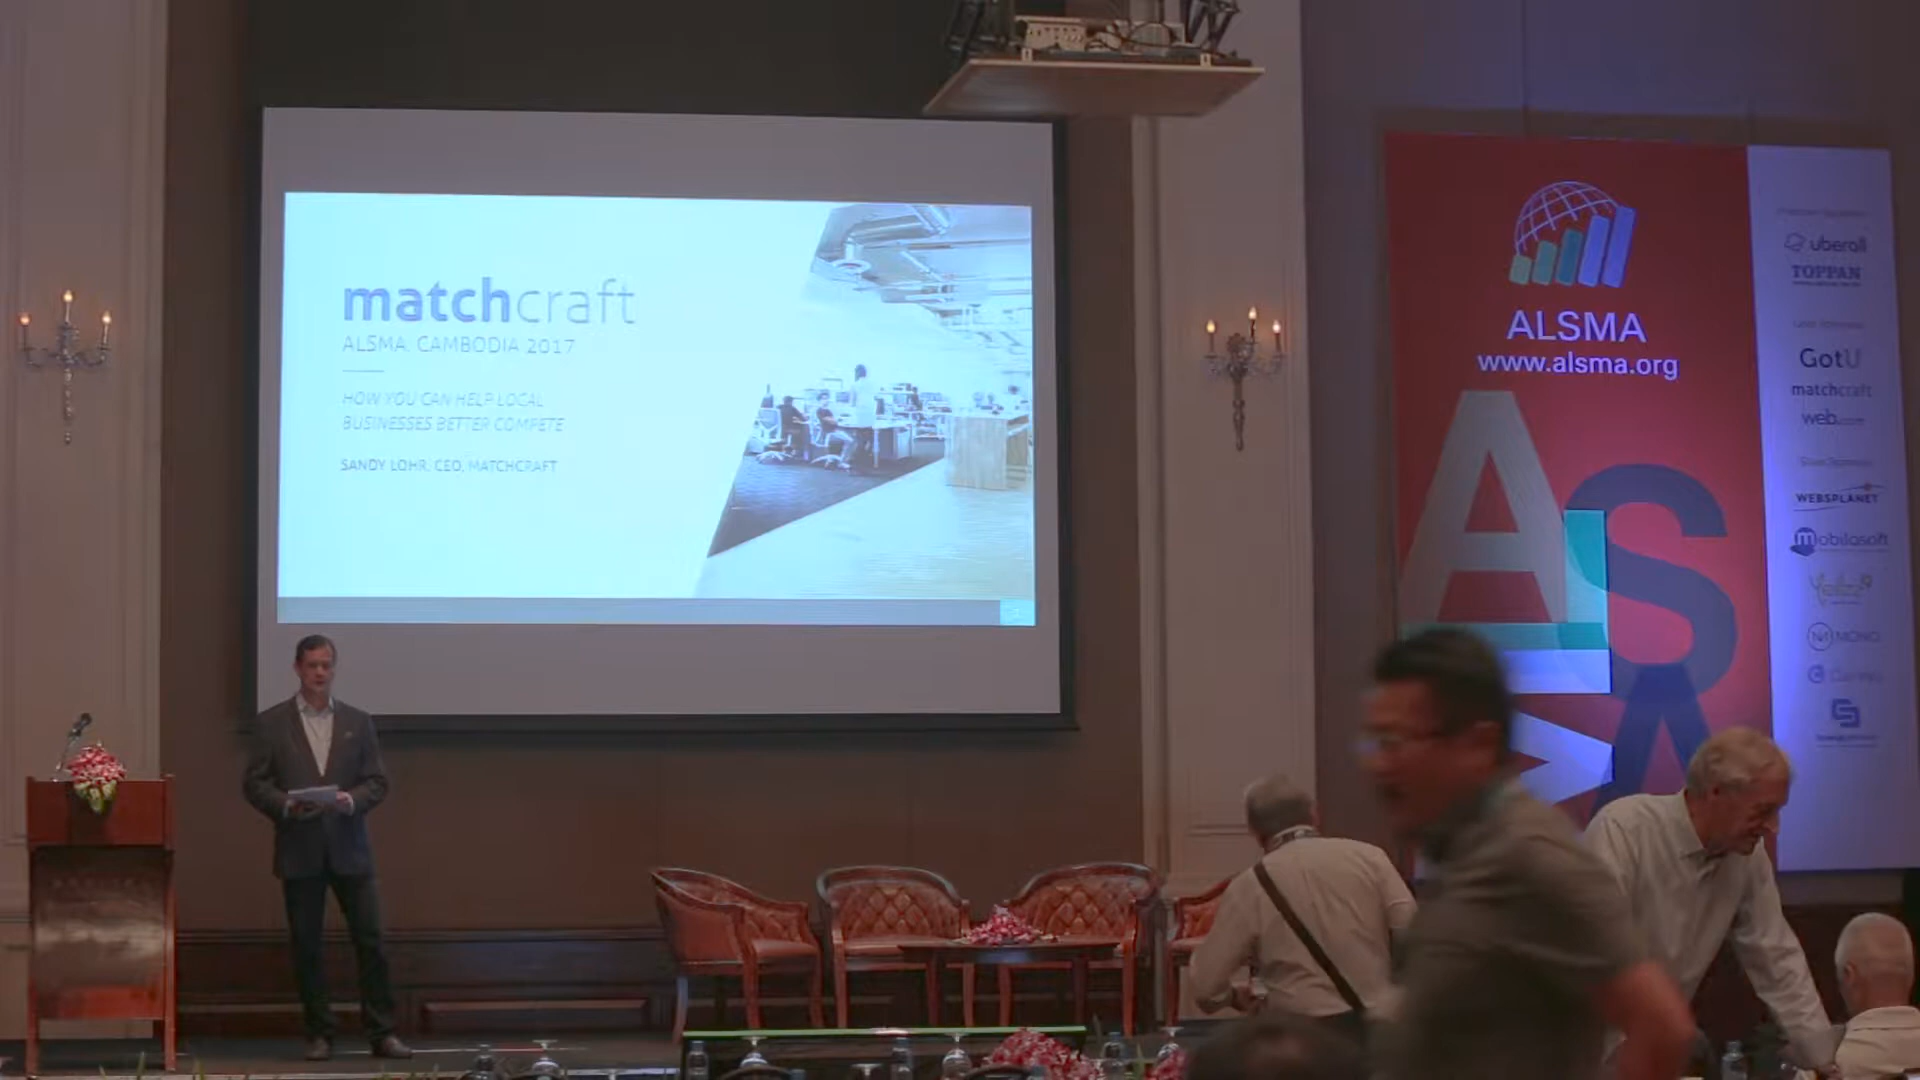 matchcraft
ALSMA, CAMBODIA 2017
HOW YOU CAN HELP LOCAL
BUSINESSES BETTER COMPETE
SANDY LOHR, CEO, MATCHCRAFT
ALSMA
www.alsma.org
ALSMA
uberall
TOPPAN
GotU
matchcraft
web.com
WEBSPLANET
mobilosoft
MONO